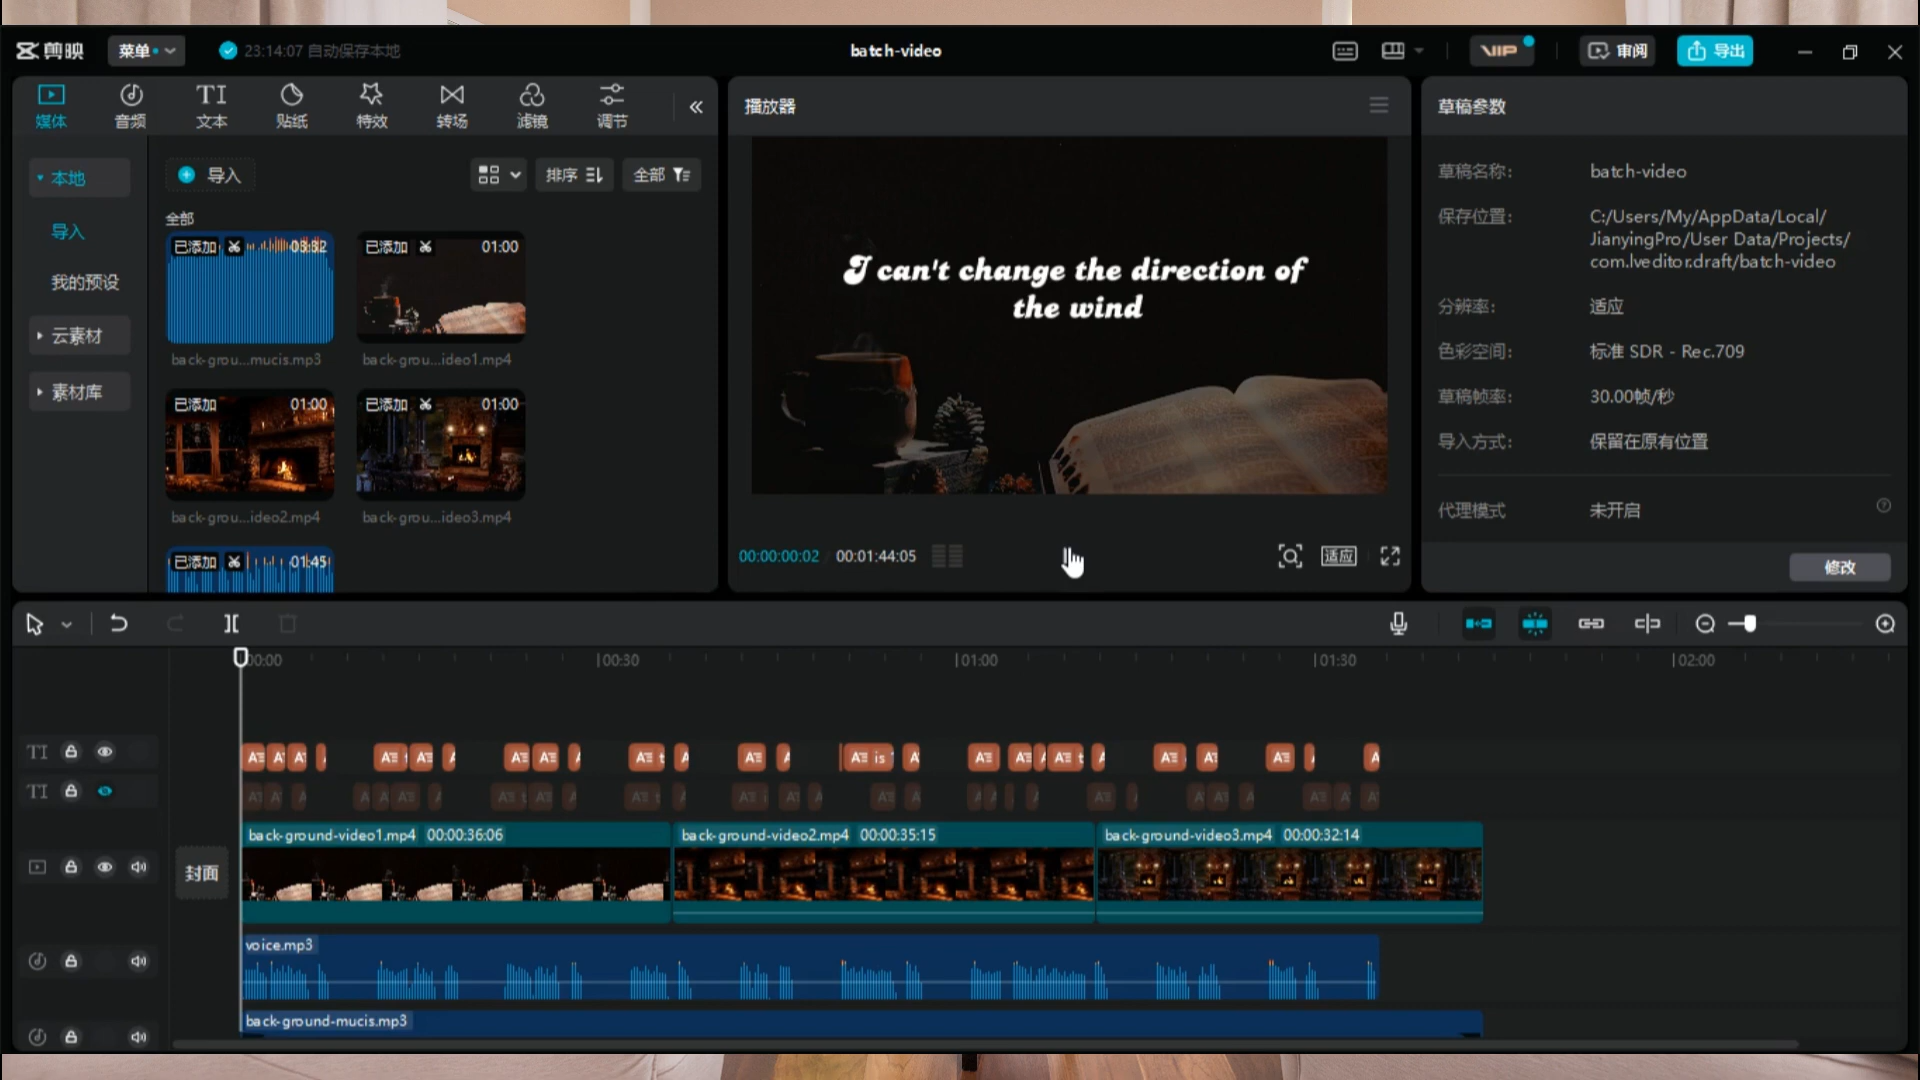 剪映
菜单
23:14:07 自动保存本地
batch-video
VIP
审阅
导出
媒体
音频
TI
文本
贴纸
特效
转场
滤镜
调节
本地
导入
我的预设
云素材
素材库
导入
排序
全部
全部
已添加
03:32
back-grou...mucis.mp3
已添加
01:00
back-grou...ideo1.mp4
已添加
01:00
back-grou...ideo2.mp4
已添加
01:00
back-grou...ideo3.mp4
已添加
01:45
播放器
I can't change the direction of
the wind
00:00:00:02
00:01:44:05
适应
草稿参数
草稿名称:
batch-video
保存位置:
C:/Users/My/AppData/Local/
JianyingPro/User Data/Projects/
com.lveditor.draft/batch-video
分辨率:
适应
色彩空间:
标准 SDR - Rec.709
草稿帧率:
30.00帧/秒
导入方式:
保留在原有位置
代理模式
未开启
修改
00:00
00:30
01:00
01:30
02:00
TI
TI
封面
back-ground-video1.mp4 00:00:36:06
back-ground-video2.mp4 00:00:35:15
back-ground-video3.mp4 00:00:32:14
voice.mp3
back-ground-mucis.mp3